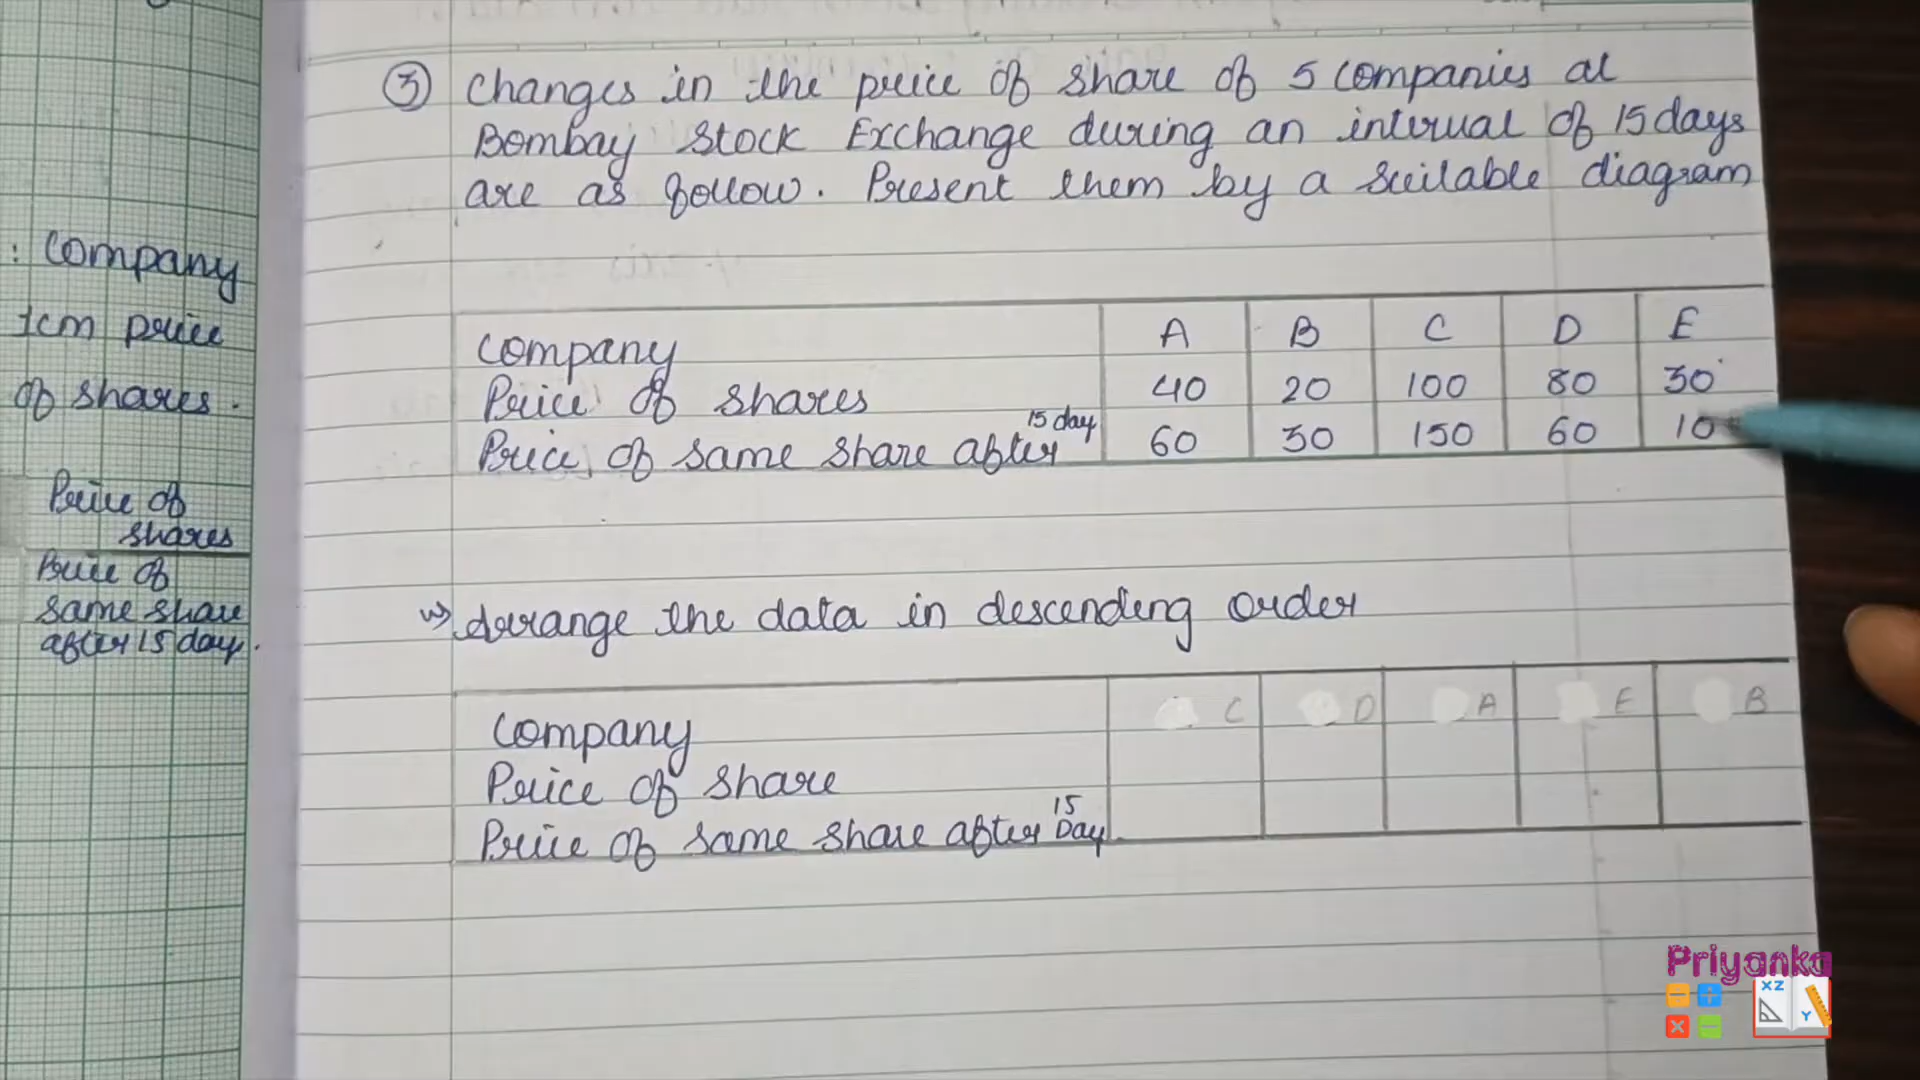 : Company
1cm price
of shares.
Price of
shares
Price of
same share
after 15 day.
③ Changes in the price of share of 5 companies at
Bombay Stock Exchange during an interval of 15 days
are as follow. Present them by a suitable diagram
Company A B C D E
Price of shares 40 20 100 80 30
Price of same share after 15 day 60 30 150 60 10
Arrange the data in descending order
Company C D A E B
Price of share
Price of same share after 15 Day
Priyanka
XZ
Y